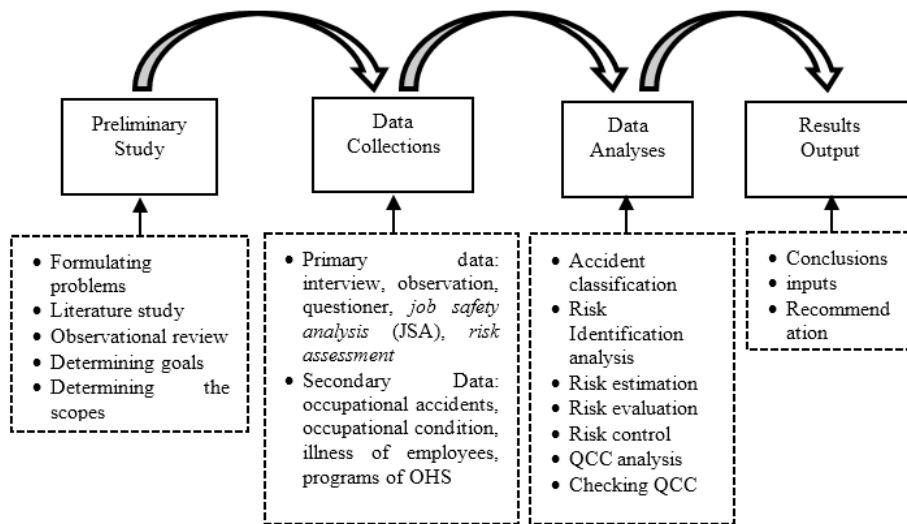 Preliminary
Study
Data
Collections
Data
Analyses
Results
Output
• Formulating
problems
• Literature study
• Observational review
• Determining goals
• Determining the
scopes
• Primary data:
interview, observation,
questioner, job safety
analysis (JSA), risk
assessment
• Secondary Data:
occupational accidents,
occupational condition,
illness of employees,
programs of OHS
• Accident
classification
• Risk
Identification
analysis
• Risk estimation
• Risk evaluation
• Risk control
• QCC analysis
• Checking QCC
• Conclusions
• inputs
• Recommend
ation